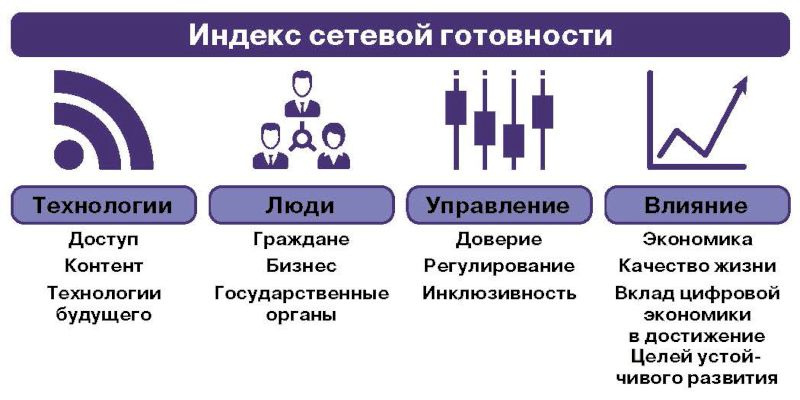 Индекс сетевой готовности
Технологии
Доступ
Контент
Технологии
будущего
Люди
Граждане
Бизнес
Государственные
органы
Управление
Доверие
Регулирование
Инклюзивность
Влияние
Экономика
Качество жизни
Вклад цифровой
экономики
в достижение
Целей устой-
чивого развития